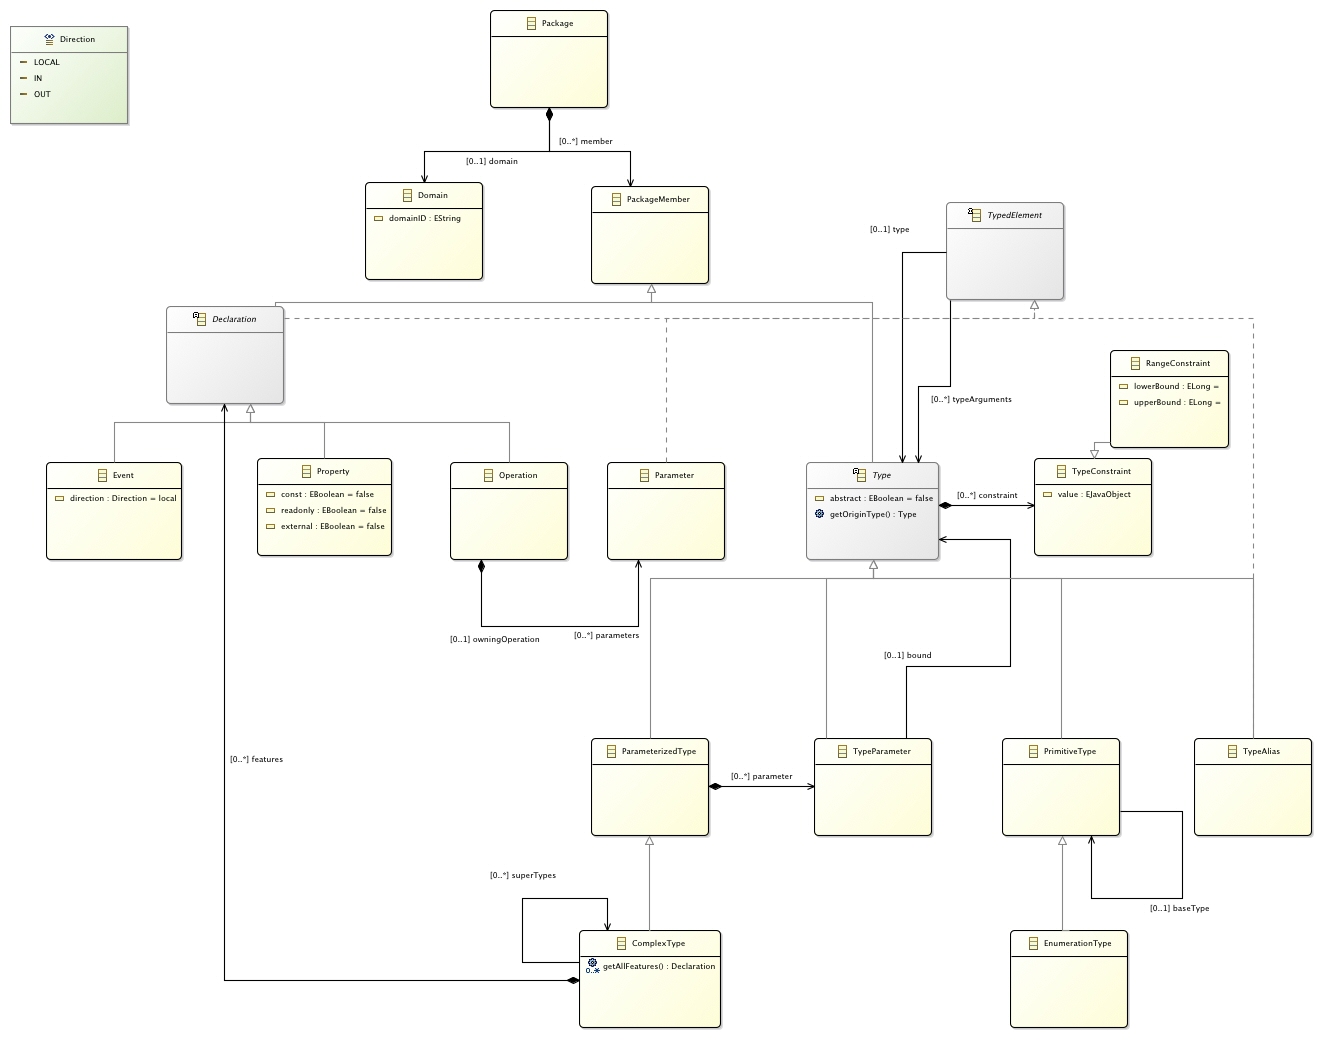 Direction
LOCAL
IN
OUT
Package
[0..*] member
[0..1] domain
Domain
domainID : EString
PackageMember
TypedElement
[0..1] type
Declaration
RangeConstraint
lowerBound : ELong =
upperBound : ELong =
[0..*] typeArguments
Event
direction : Direction = local
Property
const : EBoolean = false
readonly : EBoolean = false
external : EBoolean = false
Operation
Parameter
Type
abstract : EBoolean = false
getOriginType() : Type
[0..*] constraint
TypeConstraint
value : EJavaObject
[0..1] owningOperation
[0..*] parameters
[0..1] bound
[0..*] features
ParameterizedType
[0..*] parameter
TypeParameter
PrimitiveType
TypeAlias
[0..*] superTypes
[0..1] baseType
ComplexType
0..*
getAllFeatures() : Declaration
EnumerationType